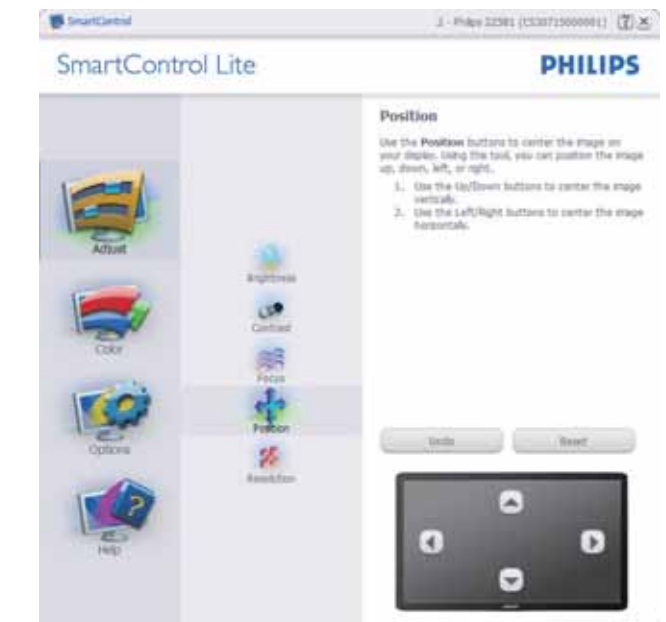 SmartControl
SmartControl Lite
PHILIPS
Adjust
Color
Options
Help
Brightness
Contrast
Focus
Position
Resolution
Position
Use the Position buttons to center the image on
your display. Using the tool, you can position the image
up, down, left, or right.
1. Use the Up/Down buttons to center the image
vertically.
2. Use the Left/Right buttons to center the image
horizontally.
Undo
Reset